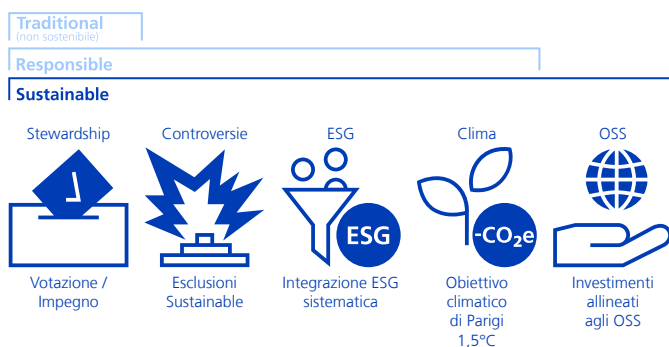 Traditional
(non sostenibile)
Responsible
Sustainable
Stewardship
Controversie
ESG
Clima
OSS
ESG
-CO₂e
Votazione /
Impegno
Esclusioni
Sustainable
Integrazione ESG
sistematica
Obiettivo
climatico
di Parigi
1,5°C
Investimenti
allineati
agli OSS